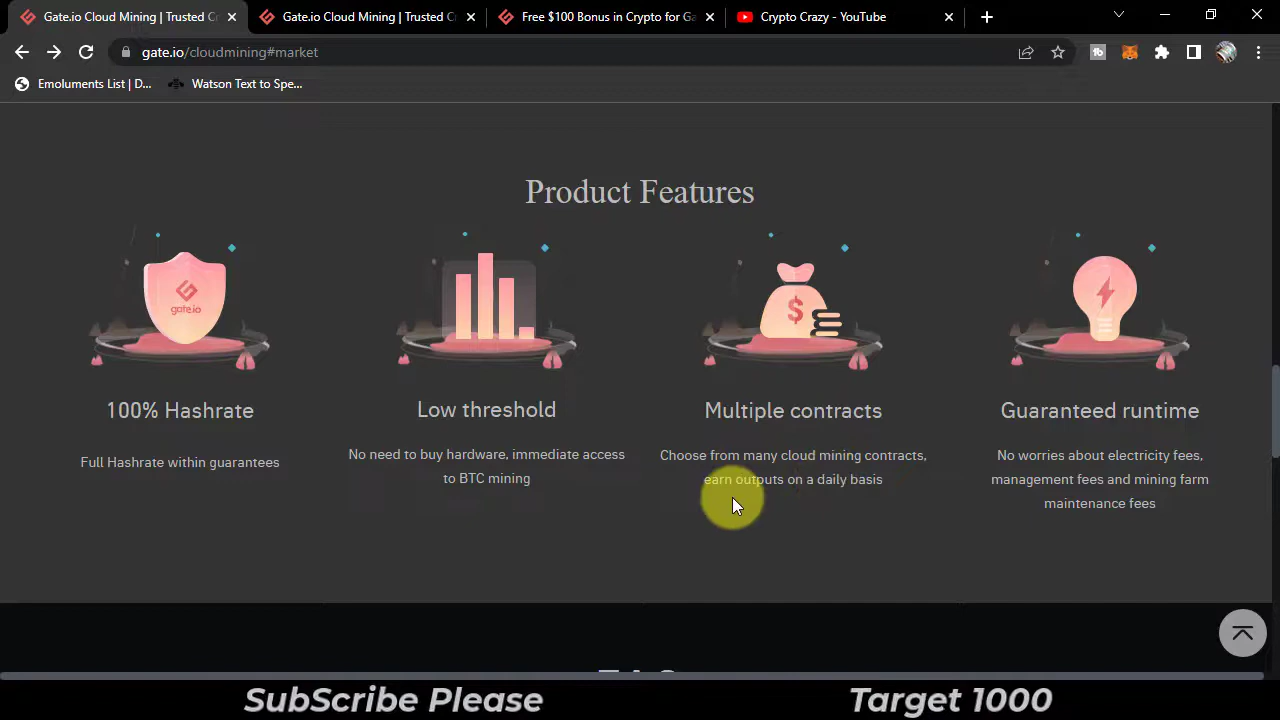 Gate.io Cloud Mining | Trusted C
Gate.io Cloud Mining | Trusted C
Free $100 Bonus in Crypto for Ga
Crypto Crazy - YouTube
gate.io/cloudmining#market
Emoluments List | D...
Watson Text to Spe...
Product Features
gate.io
100% Hashrate
Full Hashrate within guarantees
Low threshold
No need to buy hardware, immediate access
to BTC mining
$
Multiple contracts
Choose from many cloud mining contracts,
earn outputs on a daily basis
Guaranteed runtime
No worries about electricity fees,
management fees and mining farm
maintenance fees
SubScribe Please
Target 1000